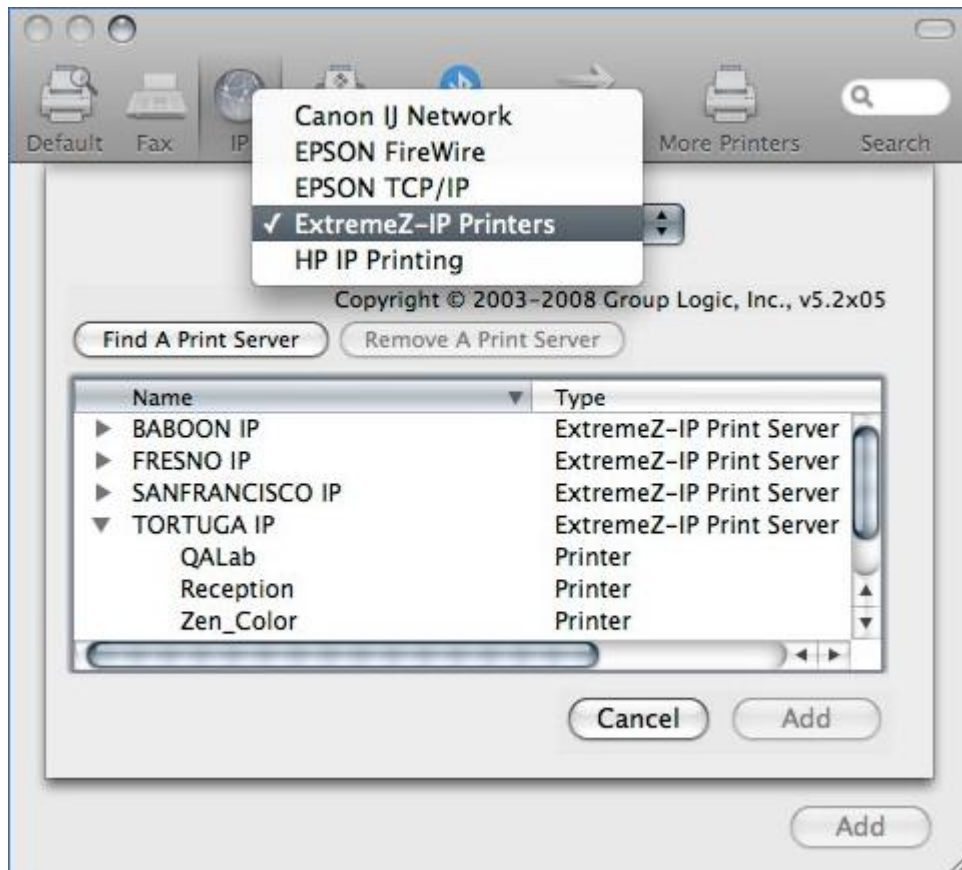 Default Fax IP More Printers Search
Canon IJ Network
EPSON FireWire
EPSON TCP/IP
✓ ExtremeZ-IP Printers
HP IP Printing
Copyright © 2003-2008 Group Logic, Inc., v5.2x05
Find A Print Server Remove A Print Server
Name Type
BABOON IP ExtremeZ-IP Print Server
FRESNO IP ExtremeZ-IP Print Server
SANFRANCISCO IP ExtremeZ-IP Print Server
TORTUGA IP ExtremeZ-IP Print Server
QALab Printer
Reception Printer
Zen_Color Printer
Cancel Add
Add